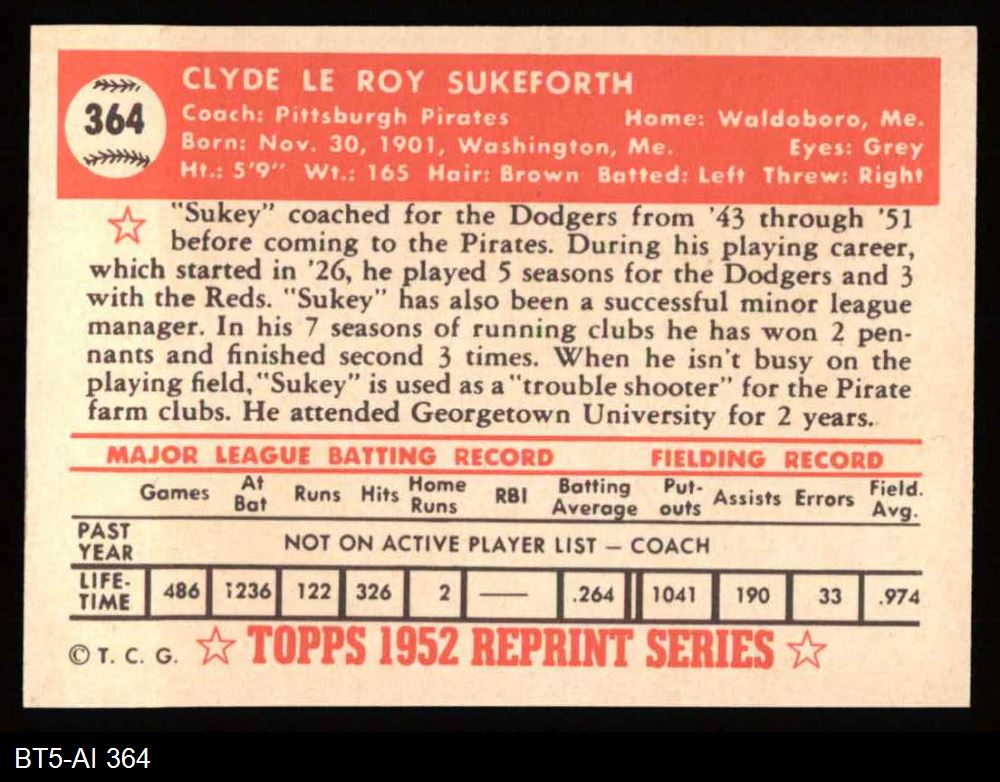 364
CLYDE LE ROY SUKEFORTH
Coach: Pittsburgh Pirates Home: Waldoboro, Me.
Born: Nov. 30, 1901, Washington, Me. Eyes: Grey
Ht.: 5'9" Wt.: 165 Hair: Brown Batted: Left Threw: Right
"Sukey" coached for the Dodgers from '43 through '51
before coming to the Pirates. During his playing career,
which started in '26, he played 5 seasons for the Dodgers and 3
with the Reds. "Sukey" has also been a successful minor league
manager. In his 7 seasons of running clubs he has won 2 pen-
nants and finished second 3 times. When he isn't busy on the
playing field, "Sukey" is used as a "trouble shooter" for the Pirate
farm clubs. He attended Georgetown University for 2 years.
MAJOR LEAGUE BATTING RECORD FIELDING RECORD
Games At Bat Runs Hits Home Runs RBI Batting Average Put-outs Assists Errors Field. Avg.
PAST YEAR NOT ON ACTIVE PLAYER LIST — COACH
LIFE-TIME 486 1236 122 326 2 — .264 1041 190 33 .974
© T. C. G. TOPPS 1952 REPRINT SERIES
BT5-AI 364